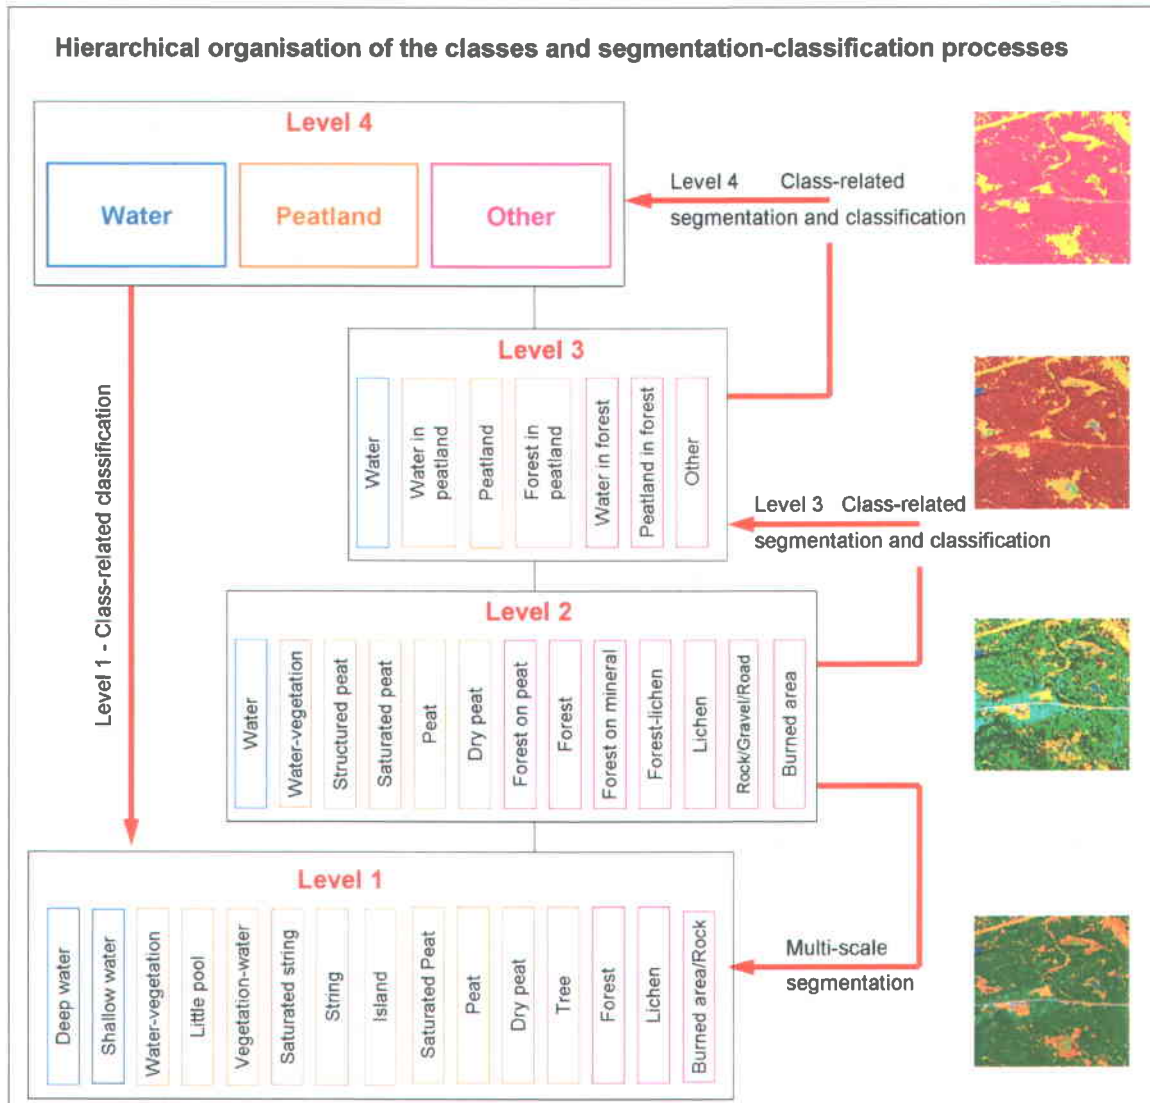 Hierarchical organisation of the classes and segmentation-classification processes
Level 4
Water
Peatland
Other
Level 4 Class-related
segmentation and classification
Level 1 - Class-related classification
Level 3
Water
Water in
peatland
Peatland
Forest in
peatland
Water in forest
Peatland in forest
Other
Level 3 Class-related
segmentation and classification
Level 2
Water
Water-vegetation
Structured peat
Saturated peat
Peat
Dry peat
Forest on peat
Forest
Forest on mineral
Forest-lichen
Lichen
Rock/Gravel/Road
Burned area
Level 1
Deep water
Shallow water
Water-vegetation
Little pool
Vegetation-water
Saturated string
String
Island
Saturated Peat
Peat
Dry peat
Tree
Forest
Lichen
Burned area/Rock
Multi-scale
segmentation